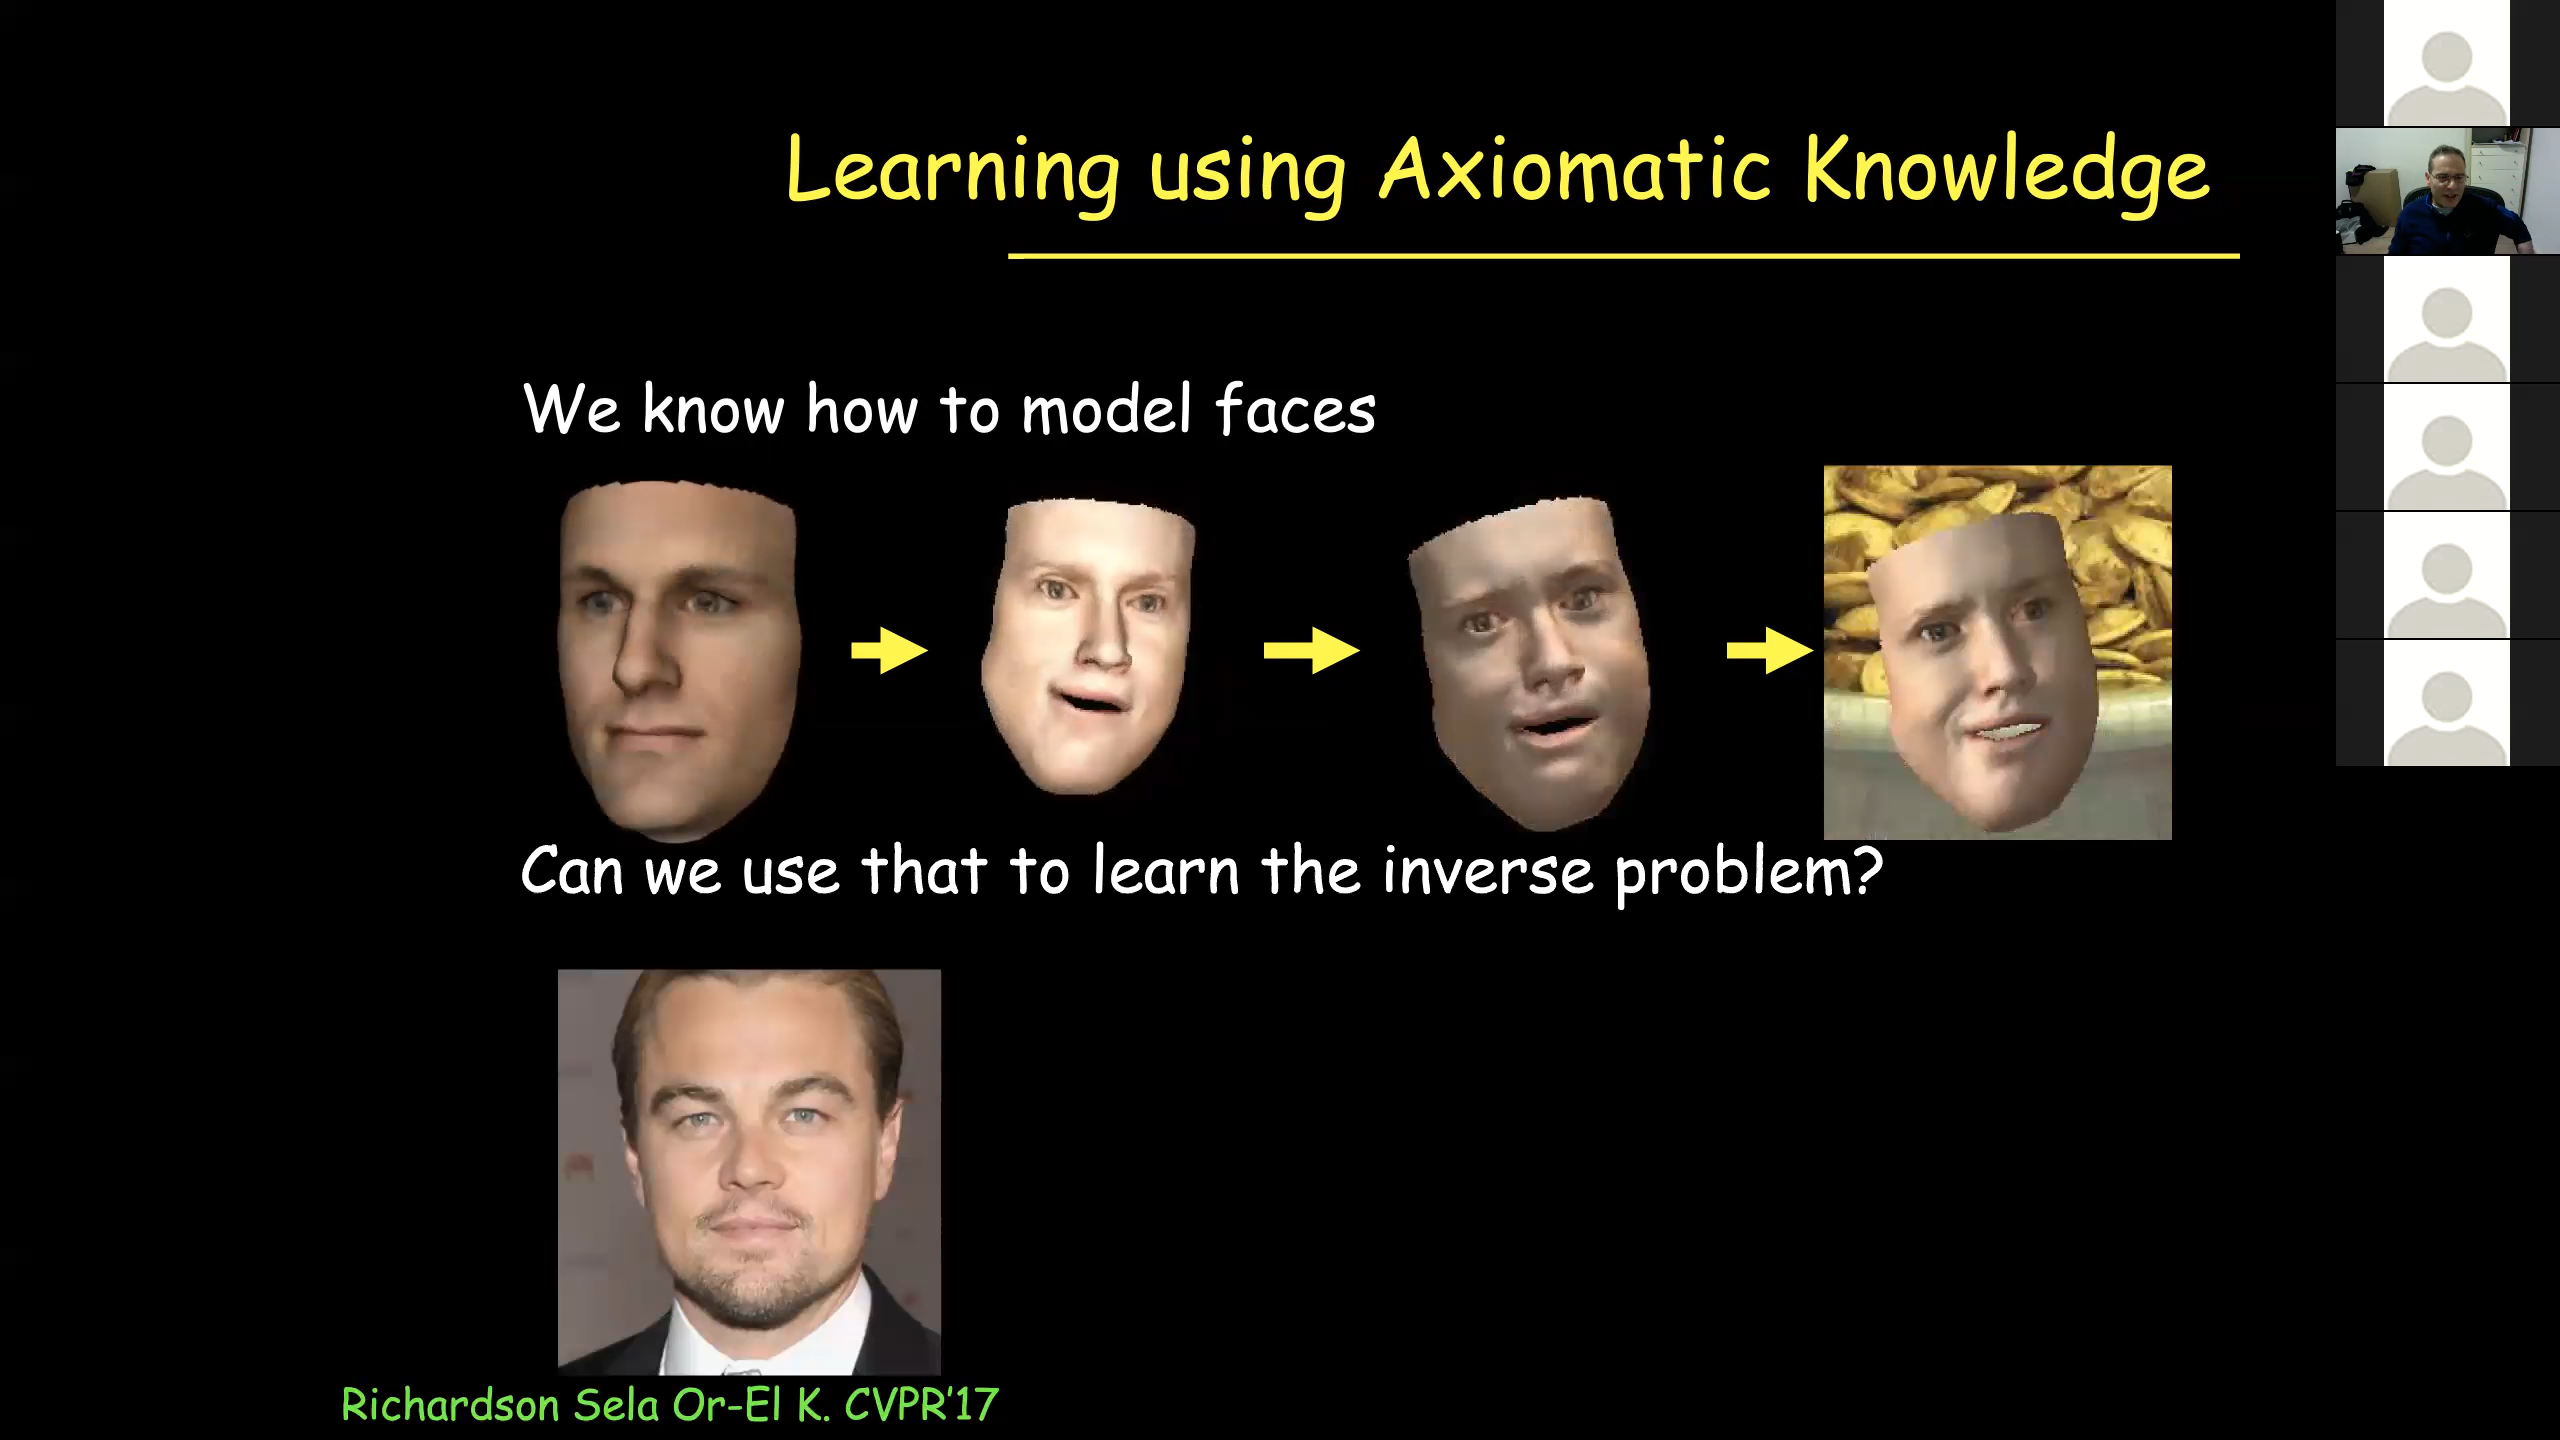 Learning using Axiomatic Knowledge
We know how to model faces
Can we use that to learn the inverse problem?
Richardson Sela Or-El K. CVPR'17